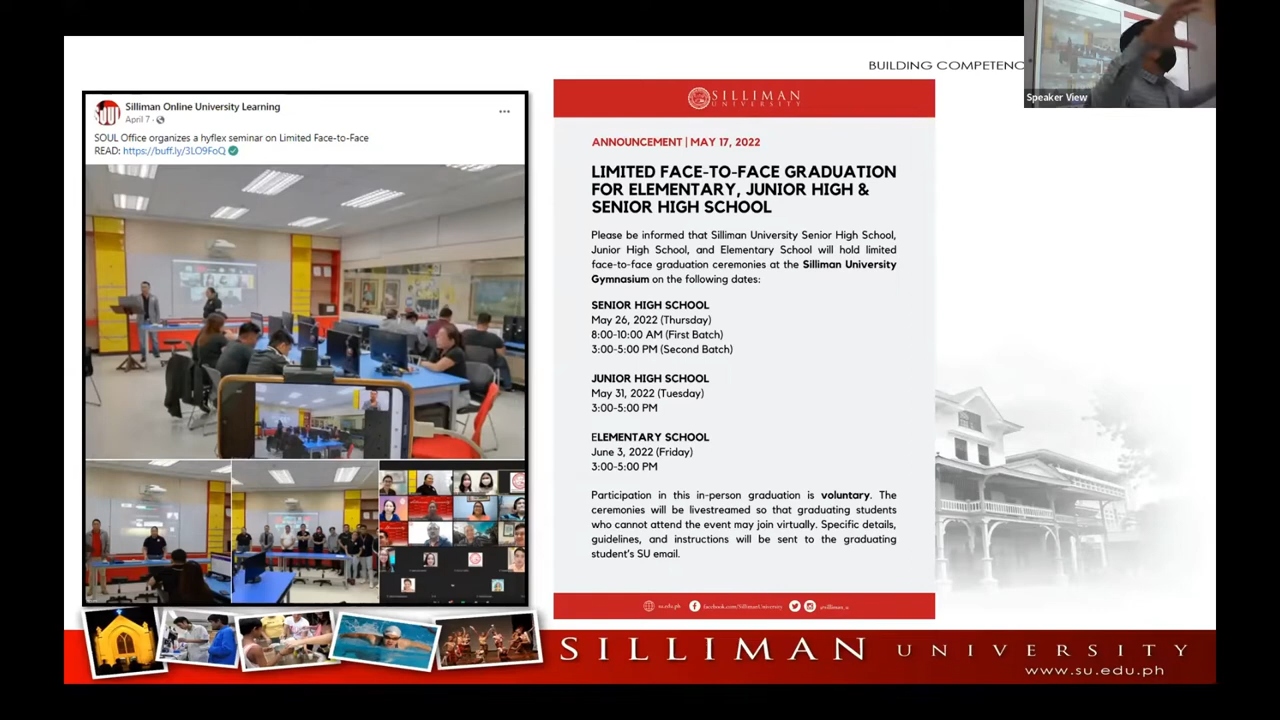 BUILDING COMPETENC
Speaker View
Silliman Online University Learning
April 7 ·
SOUL Office organizes a hyflex seminar on Limited Face-to-Face
READ: https://buff.ly/3LO9FoQ
SOUL
SILLIMAN
UNIVERSITY
ANNOUNCEMENT | MAY 17, 2022
LIMITED FACE-TO-FACE GRADUATION
FOR ELEMENTARY, JUNIOR HIGH &
SENIOR HIGH SCHOOL
Please be informed that Silliman University Senior High School,
Junior High School, and Elementary School will hold limited
face-to-face graduation ceremonies at the Silliman University
Gymnasium on the following dates:
SENIOR HIGH SCHOOL
May 26, 2022 (Thursday)
8:00-10:00 AM (First Batch)
3:00-5:00 PM (Second Batch)
JUNIOR HIGH SCHOOL
May 31, 2022 (Tuesday)
3:00-5:00 PM
ELEMENTARY SCHOOL
June 3, 2022 (Friday)
3:00-5:00 PM
Participation in this in-person graduation is voluntary. The
ceremonies will be livestreamed so that graduating students
who cannot attend the event may join virtually. Specific details,
guidelines, and instructions will be sent to the graduating
student's SU email.
su.edu.ph facebook.com/SillimanUniversity @silliman_u
SILLIMAN UNIVERSITY
www.su.edu.ph